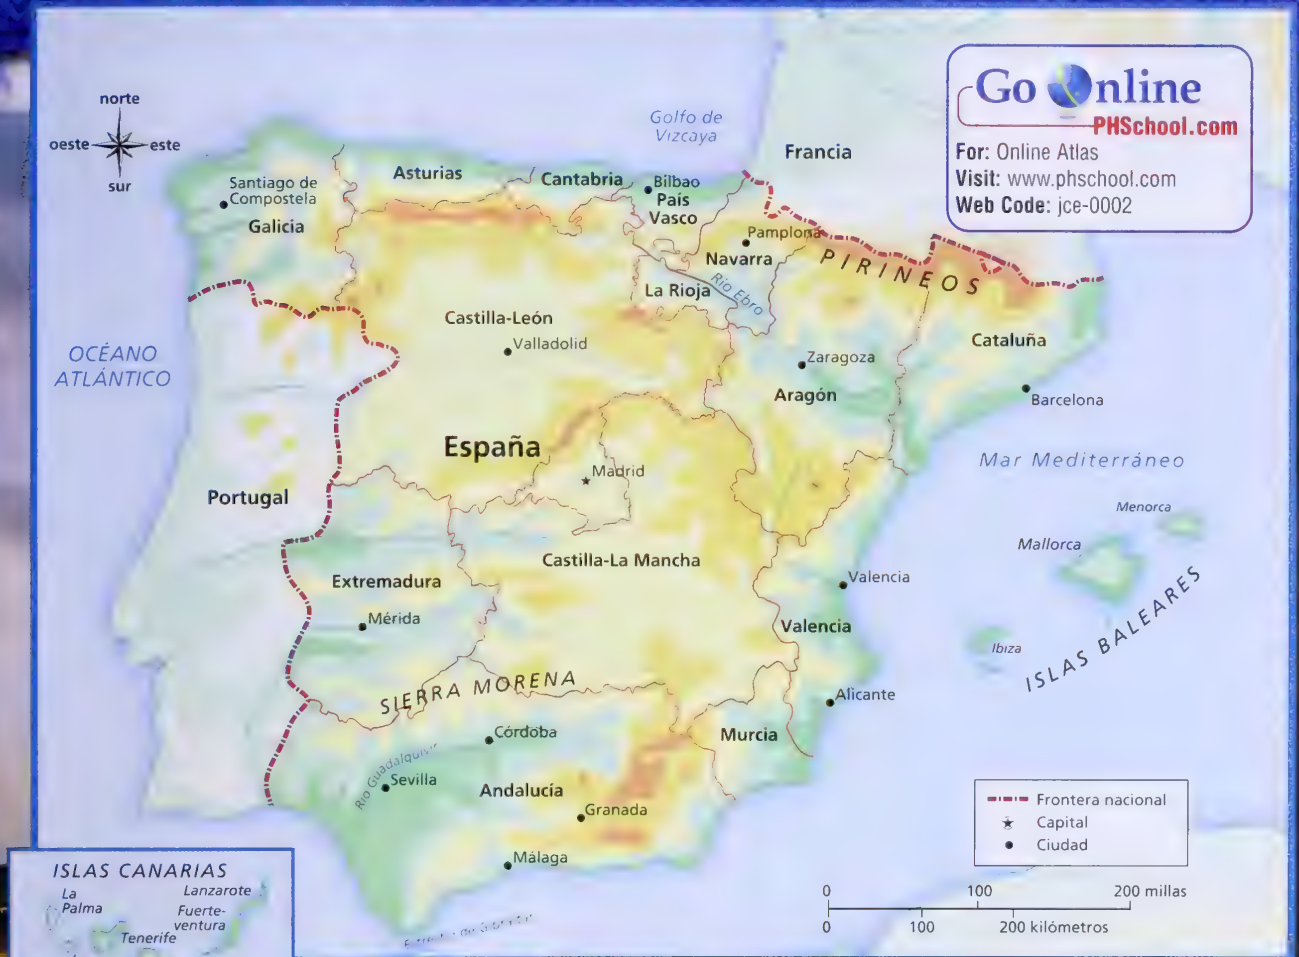 norte
oeste
este
sur
Golfo de
Vizcaya
Francia
Go Online
PHSchool.com
For: Online Atlas
Visit: www.phschool.com
Web Code: jce-0002
Asturias
Cantabria
Bilbao
País
Vasco
Santiago de
Compostela
Galicia
Pamplona
Navarra
PIRINEOS
La Rioja
Río Ebro
Castilla-León
Valladolid
Cataluña
OCÉANO
ATLÁNTICO
Zaragoza
Aragón
Barcelona
España
Madrid
Mar Mediterráneo
Portugal
Menorca
Mallorca
Castilla-La Mancha
Extremadura
Valencia
Mérida
Valencia
Ibiza
ISLAS BALEARES
SIERRA MORENA
Alicante
Córdoba
Murcia
Río Guadalquivir
Sevilla
Andalucía
Granada
Málaga
Frontera nacional
Capital
Ciudad
0 100 200 millas
0 100 200 kilómetros
ISLAS CANARIAS
La
Palma
Lanzarote
Fuerte-
ventura
Tenerife